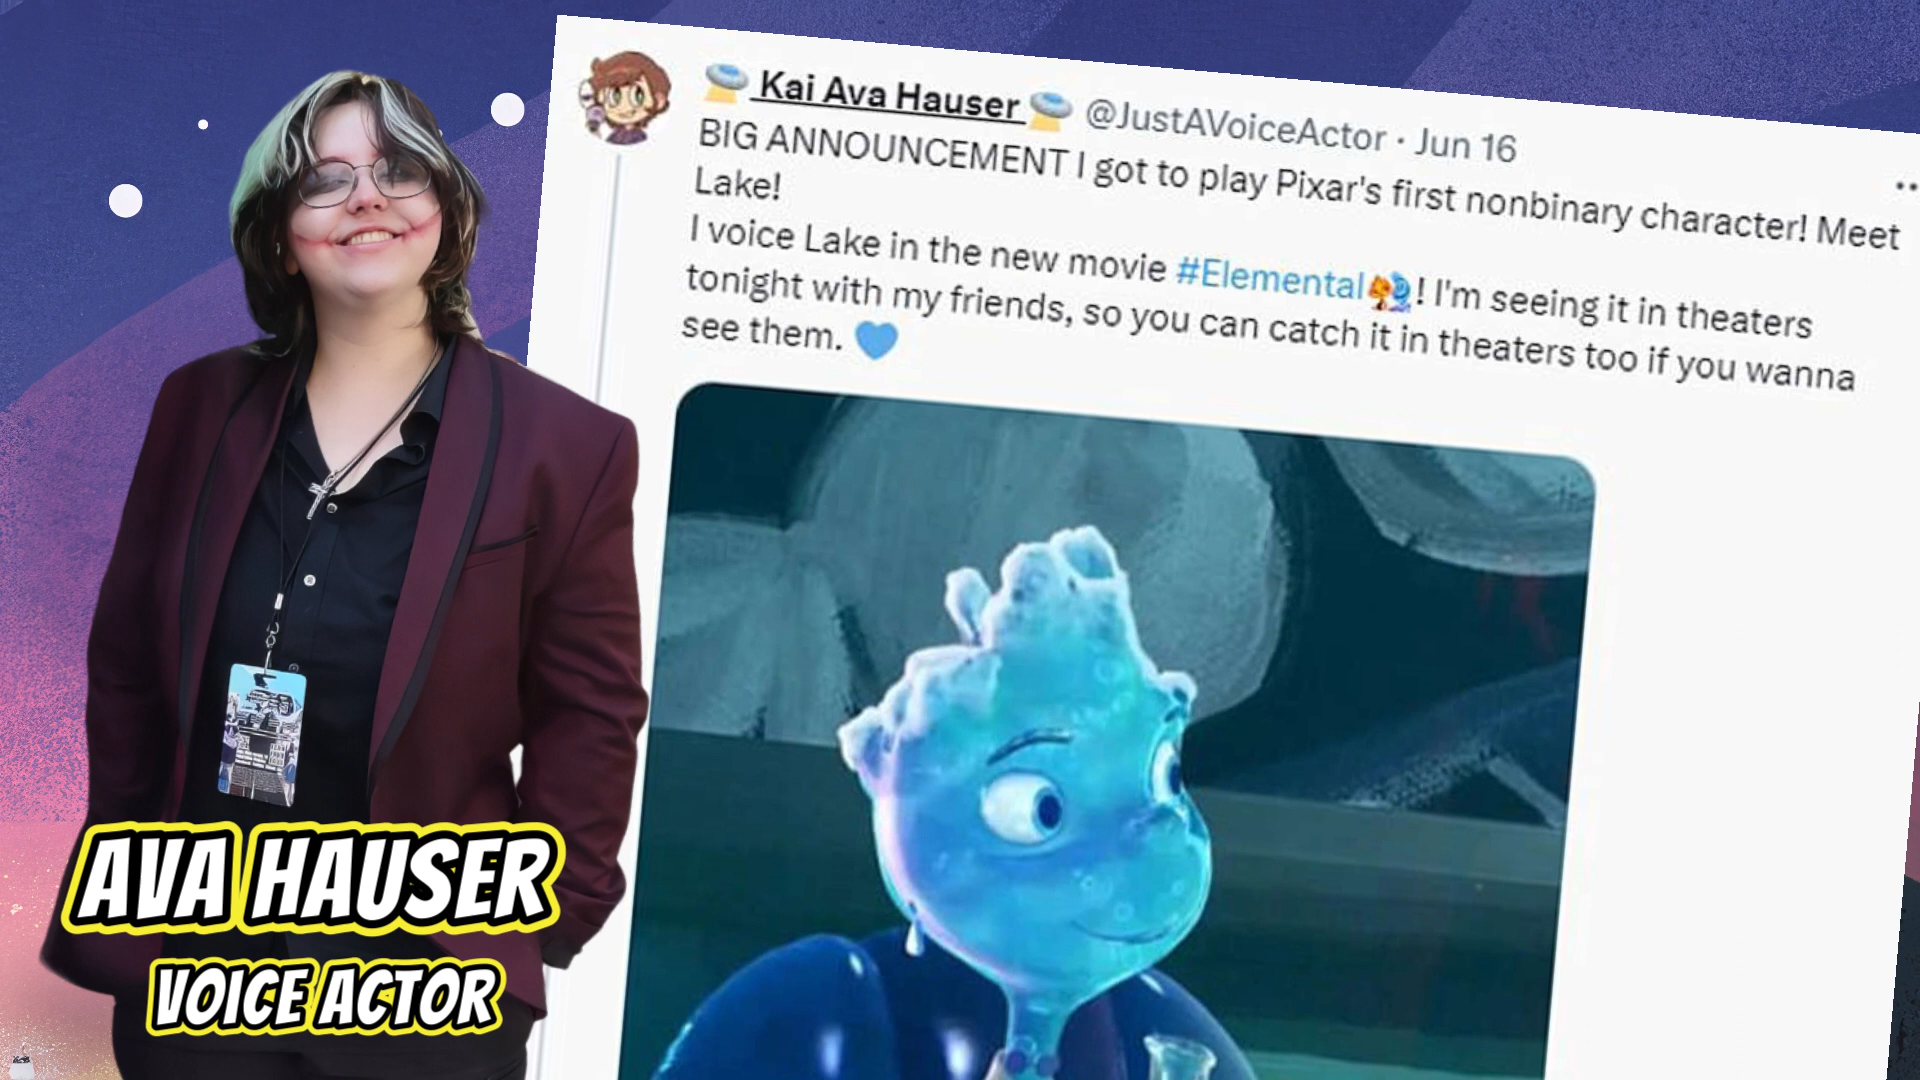 Kai Ava Hauser @JustAVoiceActor · Jun 16
BIG ANNOUNCEMENT I got to play Pixar's first nonbinary character! Meet
Lake!
I voice Lake in the new movie #Elemental! I'm seeing it in theaters
tonight with my friends, so you can catch it in theaters too if you wanna
see them. 💙
AVA HAUSER
VOICE ACTOR